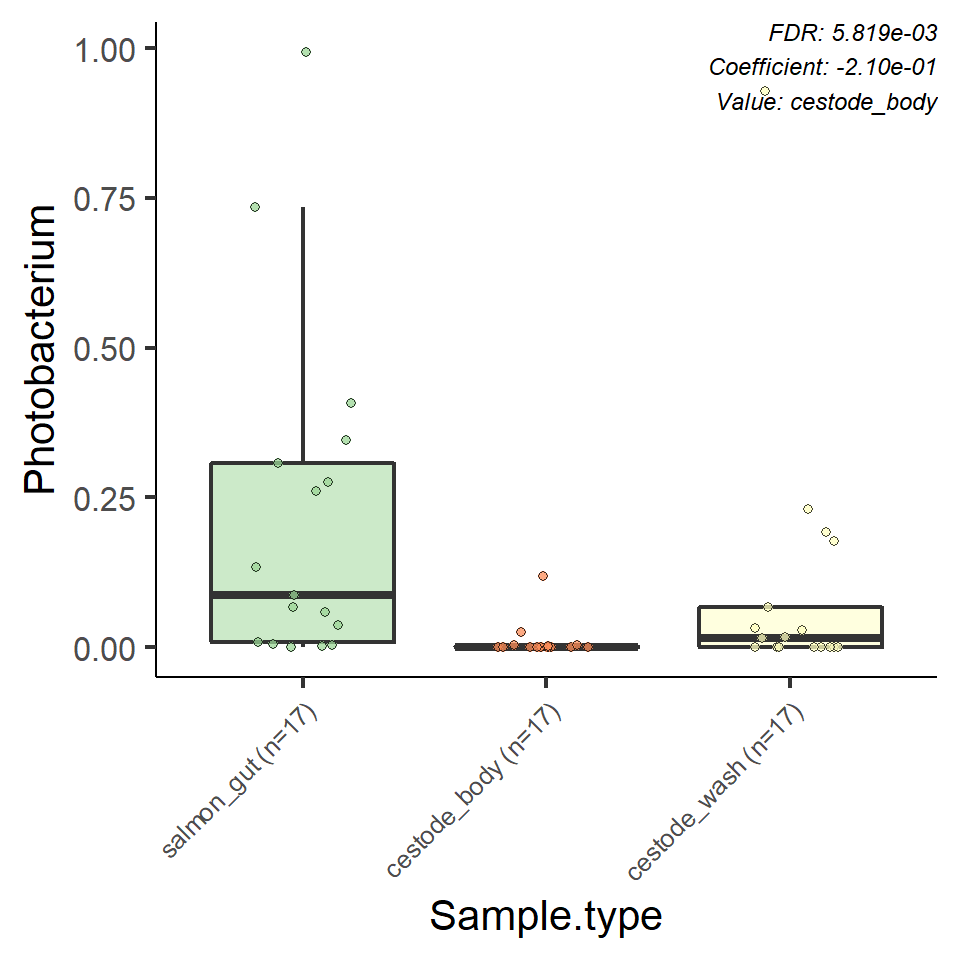 FDR: 5.819e-03
Coefficient: -2.10e-01
Value: cestode_body
1.00
0.75
0.50
0.25
0.00
Photobacterium
salmon_gut (n=17)
cestode_body (n=17)
cestode_wash (n=17)
Sample.type